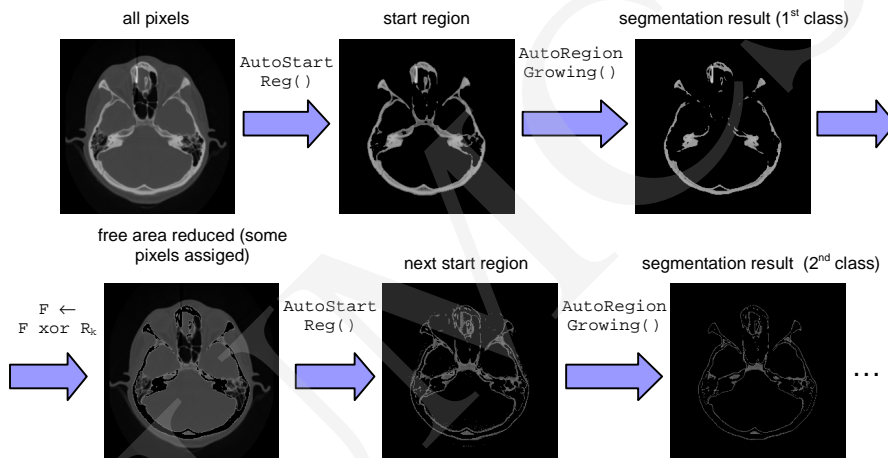 all pixels
start region
segmentation result (1st class)
AutoStart
Reg()
AutoRegion
Growing()
free area reduced (some
pixels assiged)
next start region
segmentation result (2nd class)
F ←
F xor Rk
AutoStart
Reg()
AutoRegion
Growing()
...